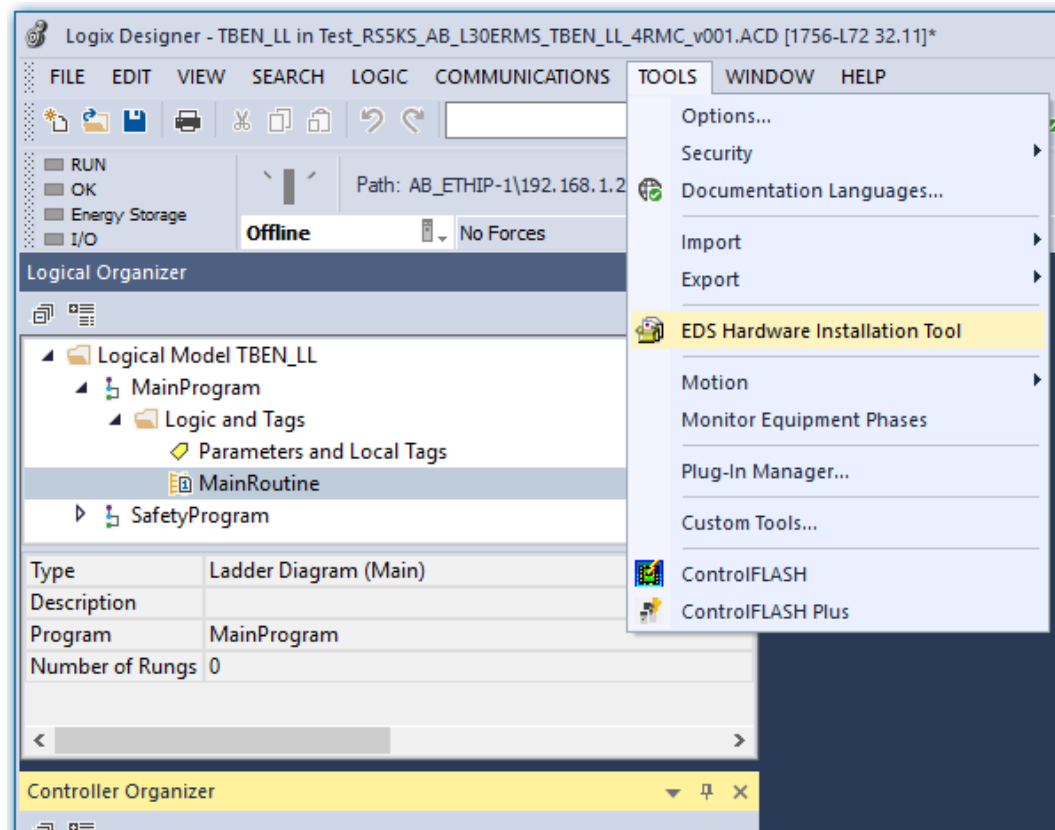 Logix Designer - TBEN_LL in Test_RS5KS_AB_L30ERMS_TBEN_LL_4RMC_v001.ACD [1756-L72 32.11]*
FILE EDIT VIEW SEARCH LOGIC COMMUNICATIONS TOOLS WINDOW HELP
RUN
OK
Energy Storage
I/O
Path: AB_ETHIP-1\192.168.1.2
Offline
No Forces
Options...
Security
Documentation Languages...
Import
Export
EDS Hardware Installation Tool
Motion
Monitor Equipment Phases
Plug-In Manager...
Custom Tools...
ControlFLASH
ControlFLASH Plus
Logical Organizer
Logical Model TBEN_LL
MainProgram
Logic and Tags
Parameters and Local Tags
MainRoutine
SafetyProgram
Type Ladder Diagram (Main)
Description
Program MainProgram
Number of Rungs 0
Controller Organizer